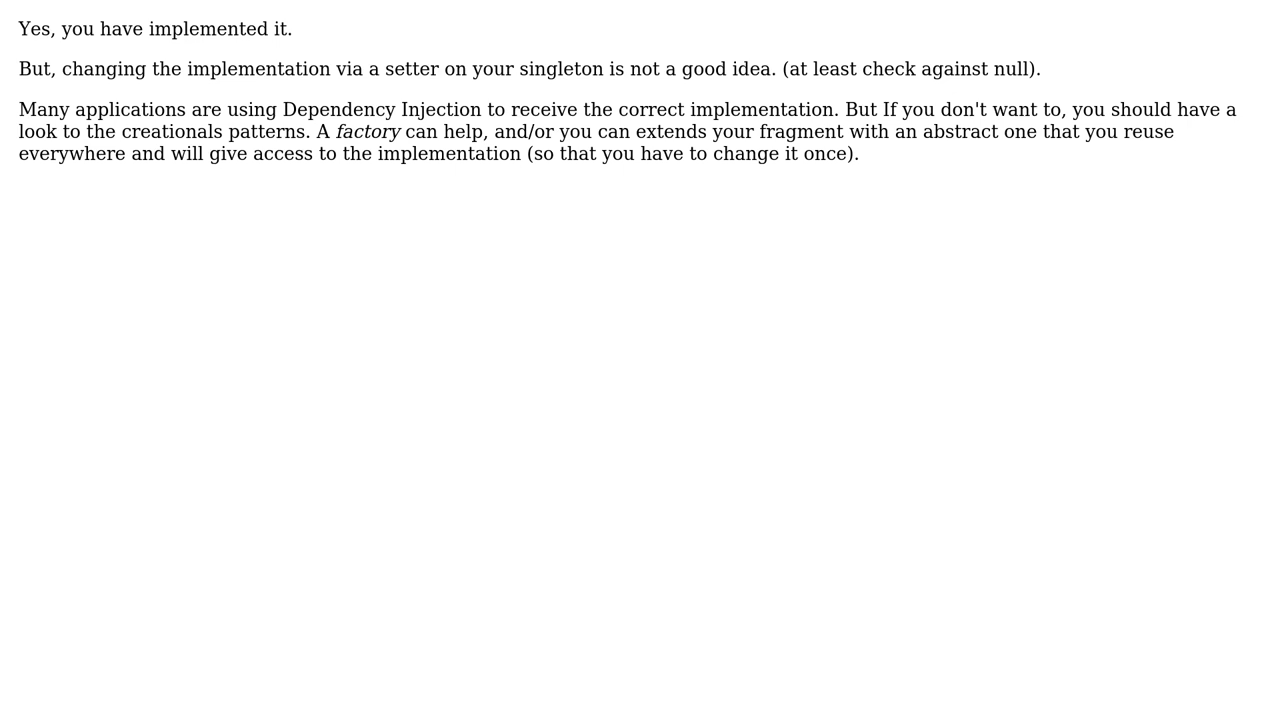 Yes, you have implemented it.
But, changing the implementation via a setter on your singleton is not a good idea. (at least check against null).
Many applications are using Dependency Injection to receive the correct implementation. But If you don't want to, you should have a
look to the creationals patterns. A factory can help, and/or you can extends your fragment with an abstract one that you reuse
everywhere and will give access to the implementation (so that you have to change it once).